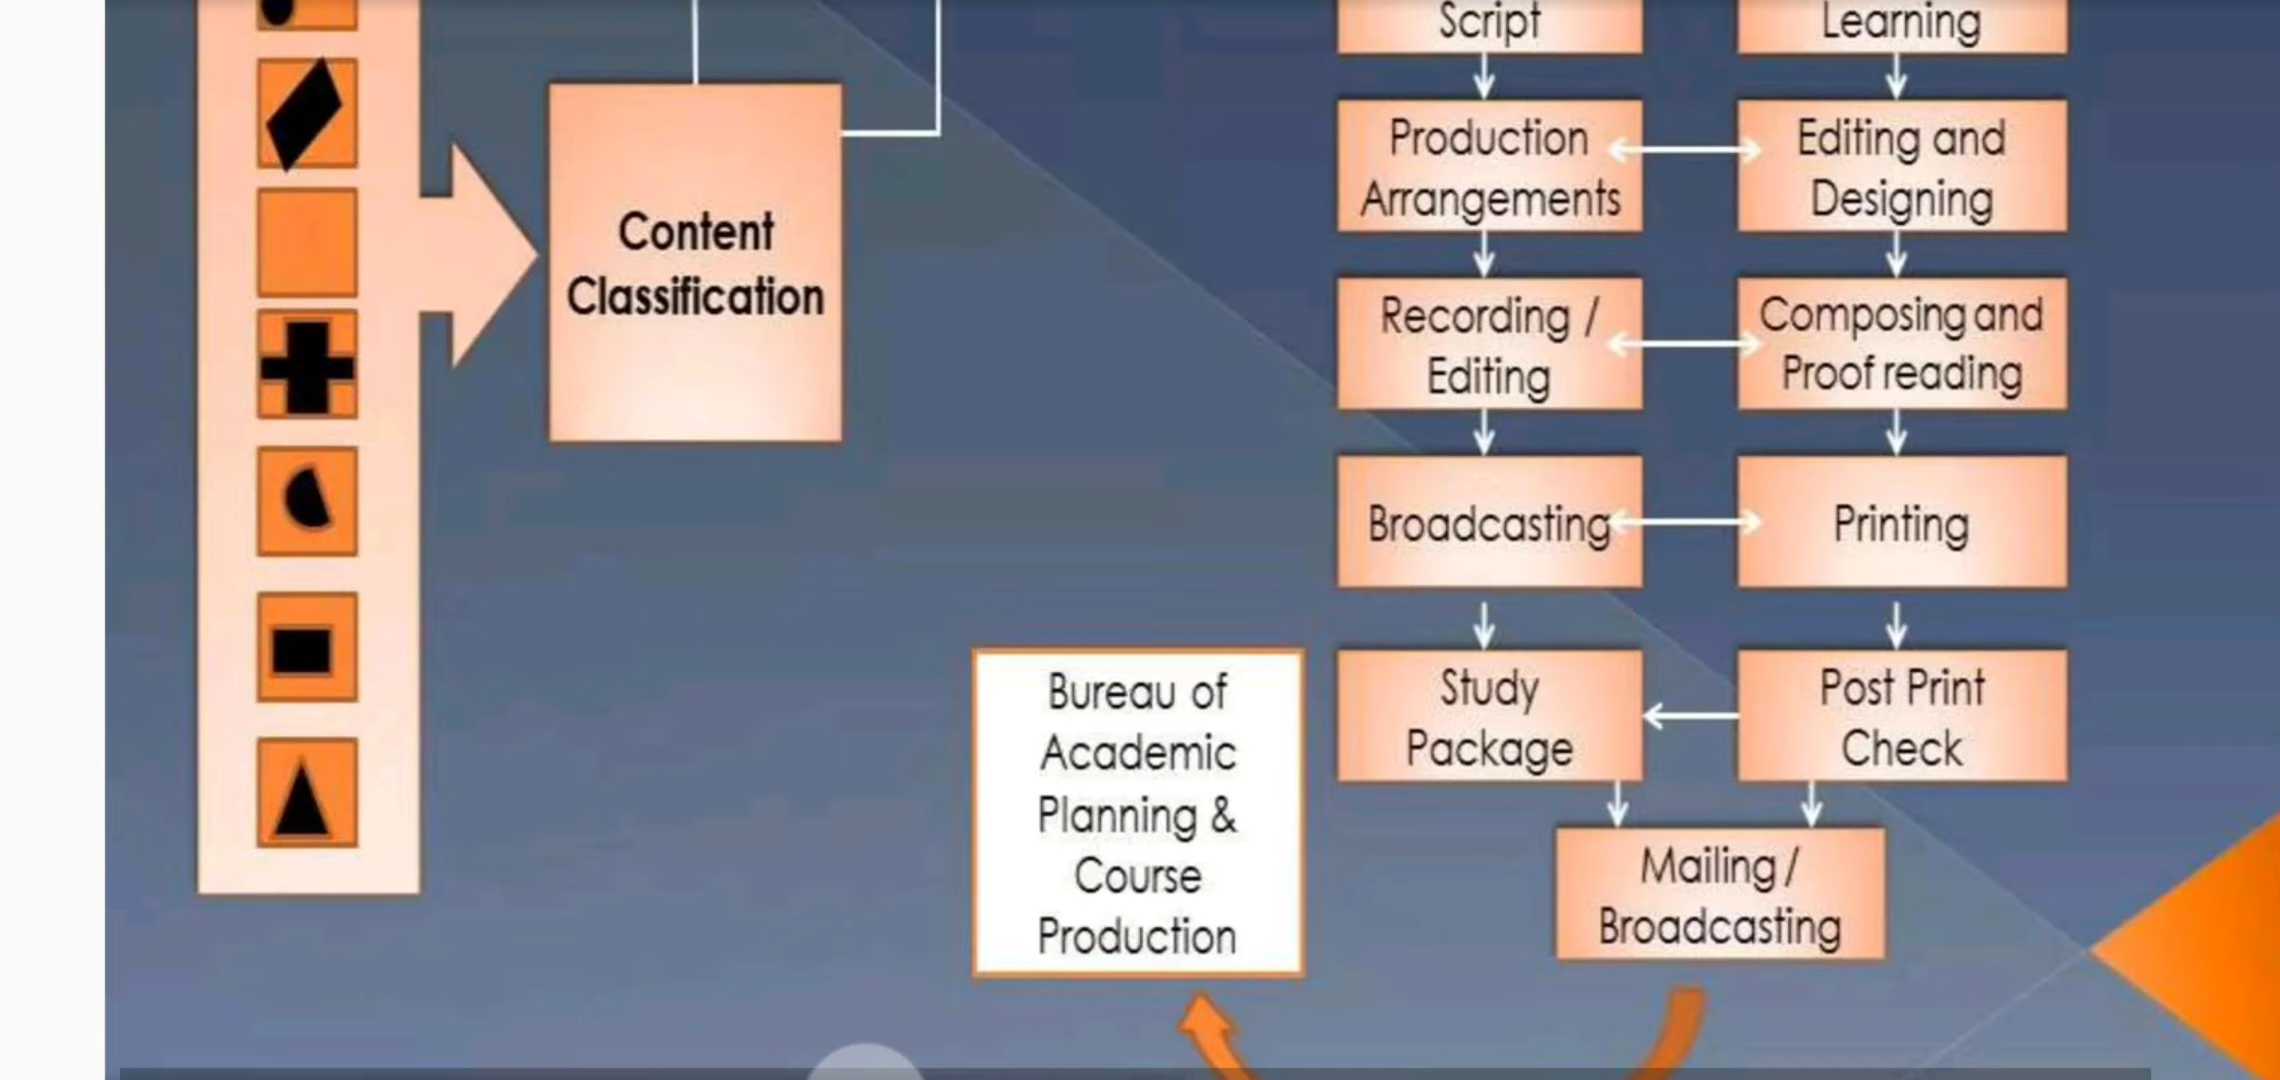 Script
Learning
Production
Arrangements
Editing and
Designing
Content
Classification
Recording /
Editing
Composing and
Proof reading
Broadcasting
Printing
Bureau of
Academic
Planning &
Course
Production
Study
Package
Post Print
Check
Mailing /
Broadcasting